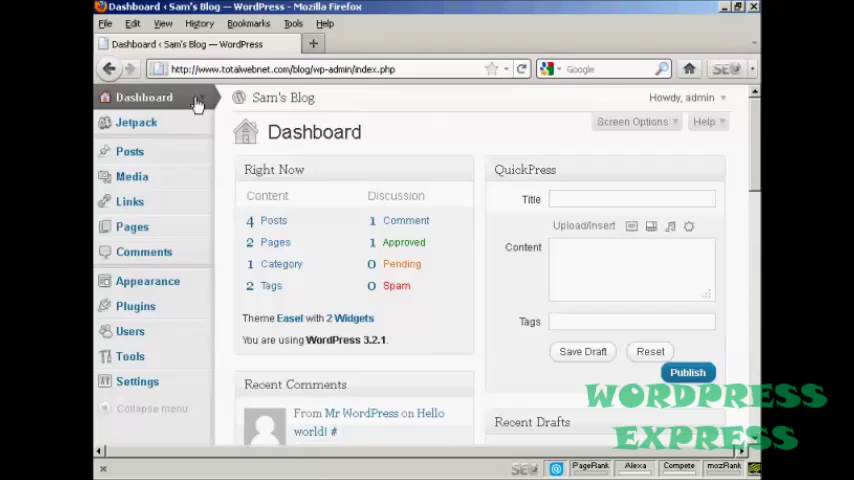 Dashboard ‹ Sam's Blog — WordPress - Mozilla Firefox
File Edit View History Bookmarks Tools Help
Dashboard ‹ Sam's Blog — WordPress
http://www.totalwebnet.com/blog/wp-admin/index.php
Google
SEO
Dashboard
Jetpack
Posts
Media
Links
Pages
Comments
Appearance
Plugins
Users
Tools
Settings
Collapse menu
Sam's Blog
Howdy, admin
Screen Options
Help
Dashboard
Right Now
Content Discussion
4 Posts 1 Comment
2 Pages 1 Approved
1 Category 0 Pending
2 Tags 0 Spam
Theme Easel with 2 Widgets
You are using WordPress 3.2.1.
Recent Comments
From Mr WordPress on Hello
world! #
QuickPress
Title
Upload/Insert
Content
Tags
Save Draft Reset
Publish
Recent Drafts
WORDPRESS
EXPRESS
SEO @ PageRank Alexa Compete mozRank